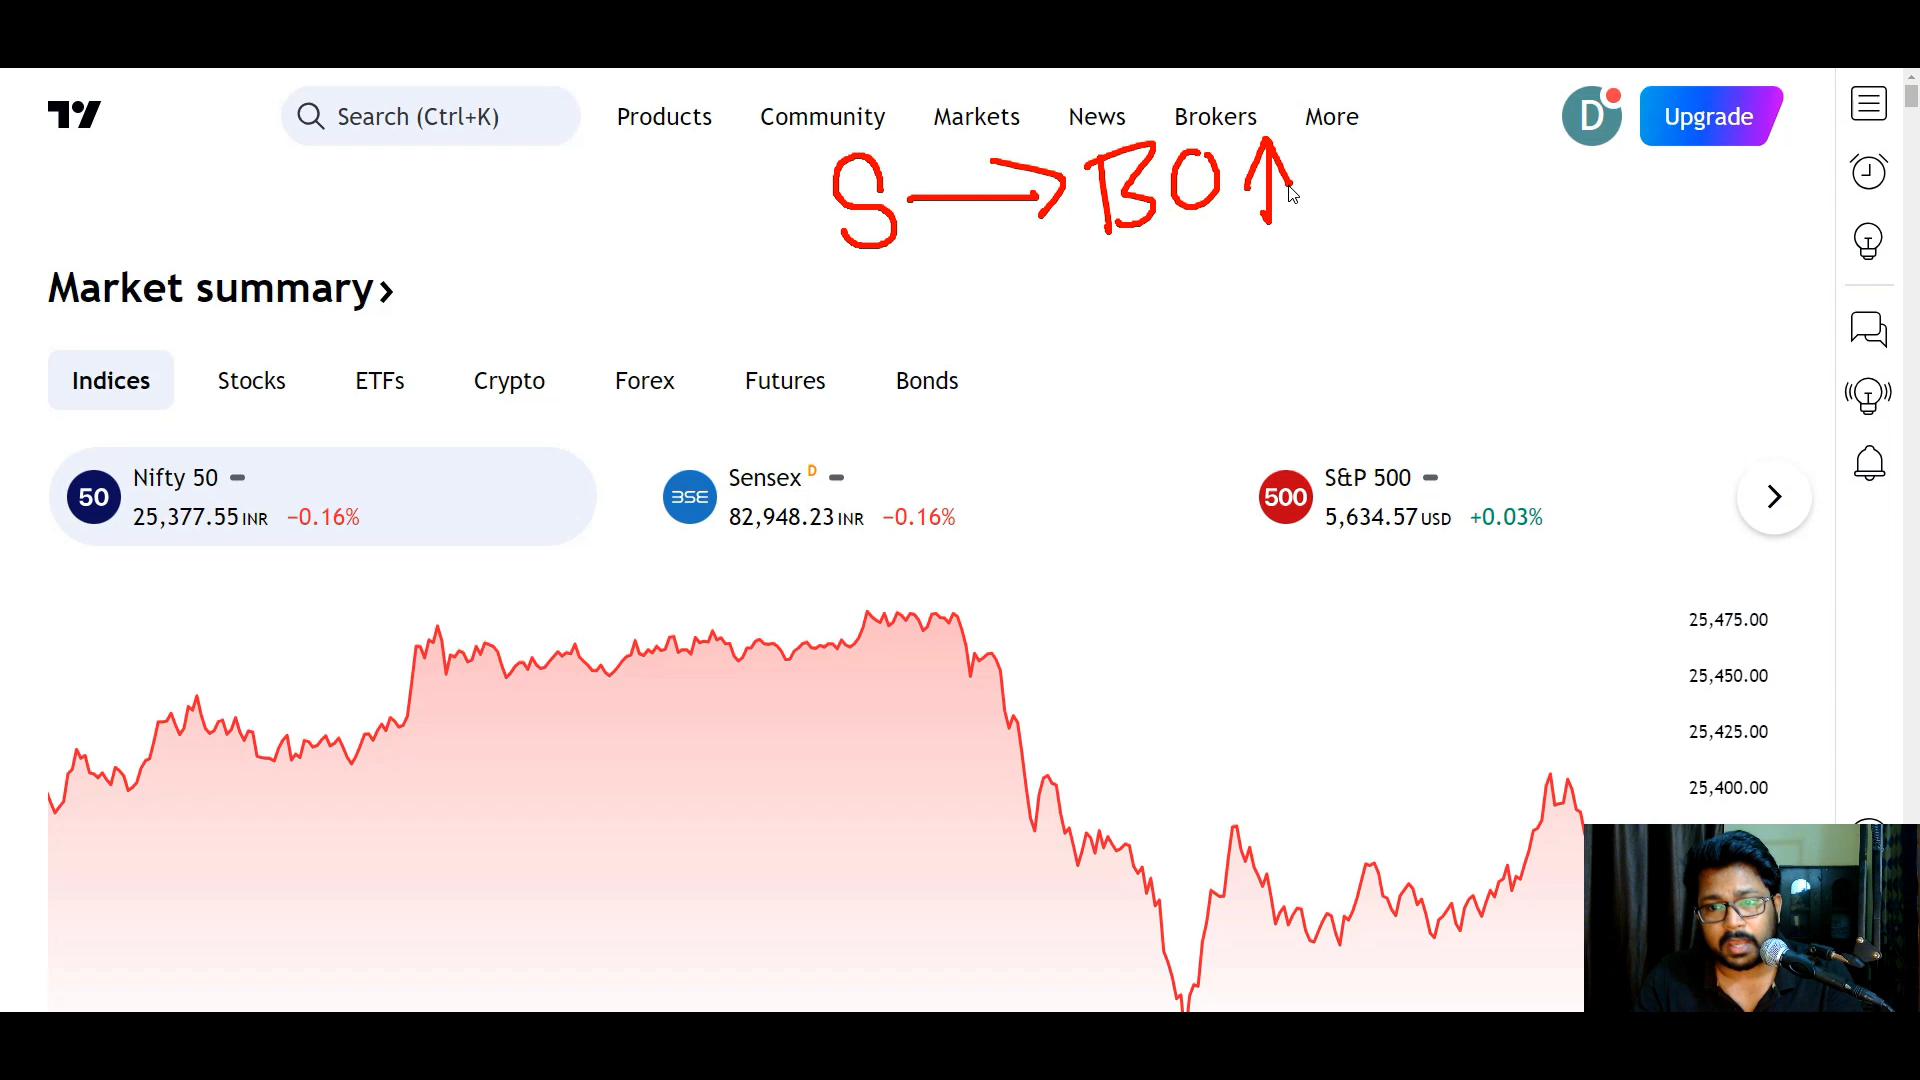 TV
Search (Ctrl+K) Products Community Markets News Brokers More D Upgrade
S → BO ↑
Market summary ›
Indices Stocks ETFs Crypto Forex Futures Bonds
50 Nifty 50 BSE Sensex D 500 S&P 500
25,377.55 INR −0.16% 82,948.23 INR −0.16% 5,634.57 USD +0.03%
25,475.00
25,450.00
25,425.00
25,400.00